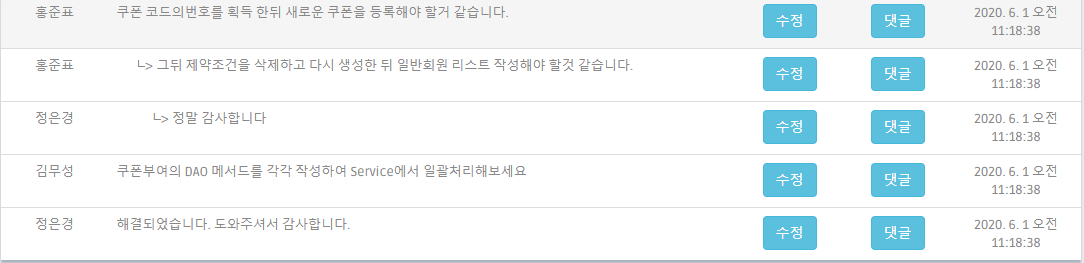 홍준표 쿠폰 코드의번호를 획득 한뒤 새로운 쿠폰을 등록해야 할거 같습니다. 수정 댓글 2020. 6. 1 오전
11:18:38
홍준표 ㄴ> 그뒤 제약조건을 삭제하고 다시 생성한 뒤 일반회원 리스트 작성해야 할것 같습니다. 수정 댓글 2020. 6. 1 오전
11:18:38
정은경 ㄴ> 정말 감사합니다 수정 댓글 2020. 6. 1 오전
11:18:38
김무성 쿠폰부여의 DAO 메서드를 각각 작성하여 Service에서 일괄처리해보세요 수정 댓글 2020. 6. 1 오전
11:18:38
정은경 해결되었습니다. 도와주셔서 감사합니다. 수정 댓글 2020. 6. 1 오전
11:18:38